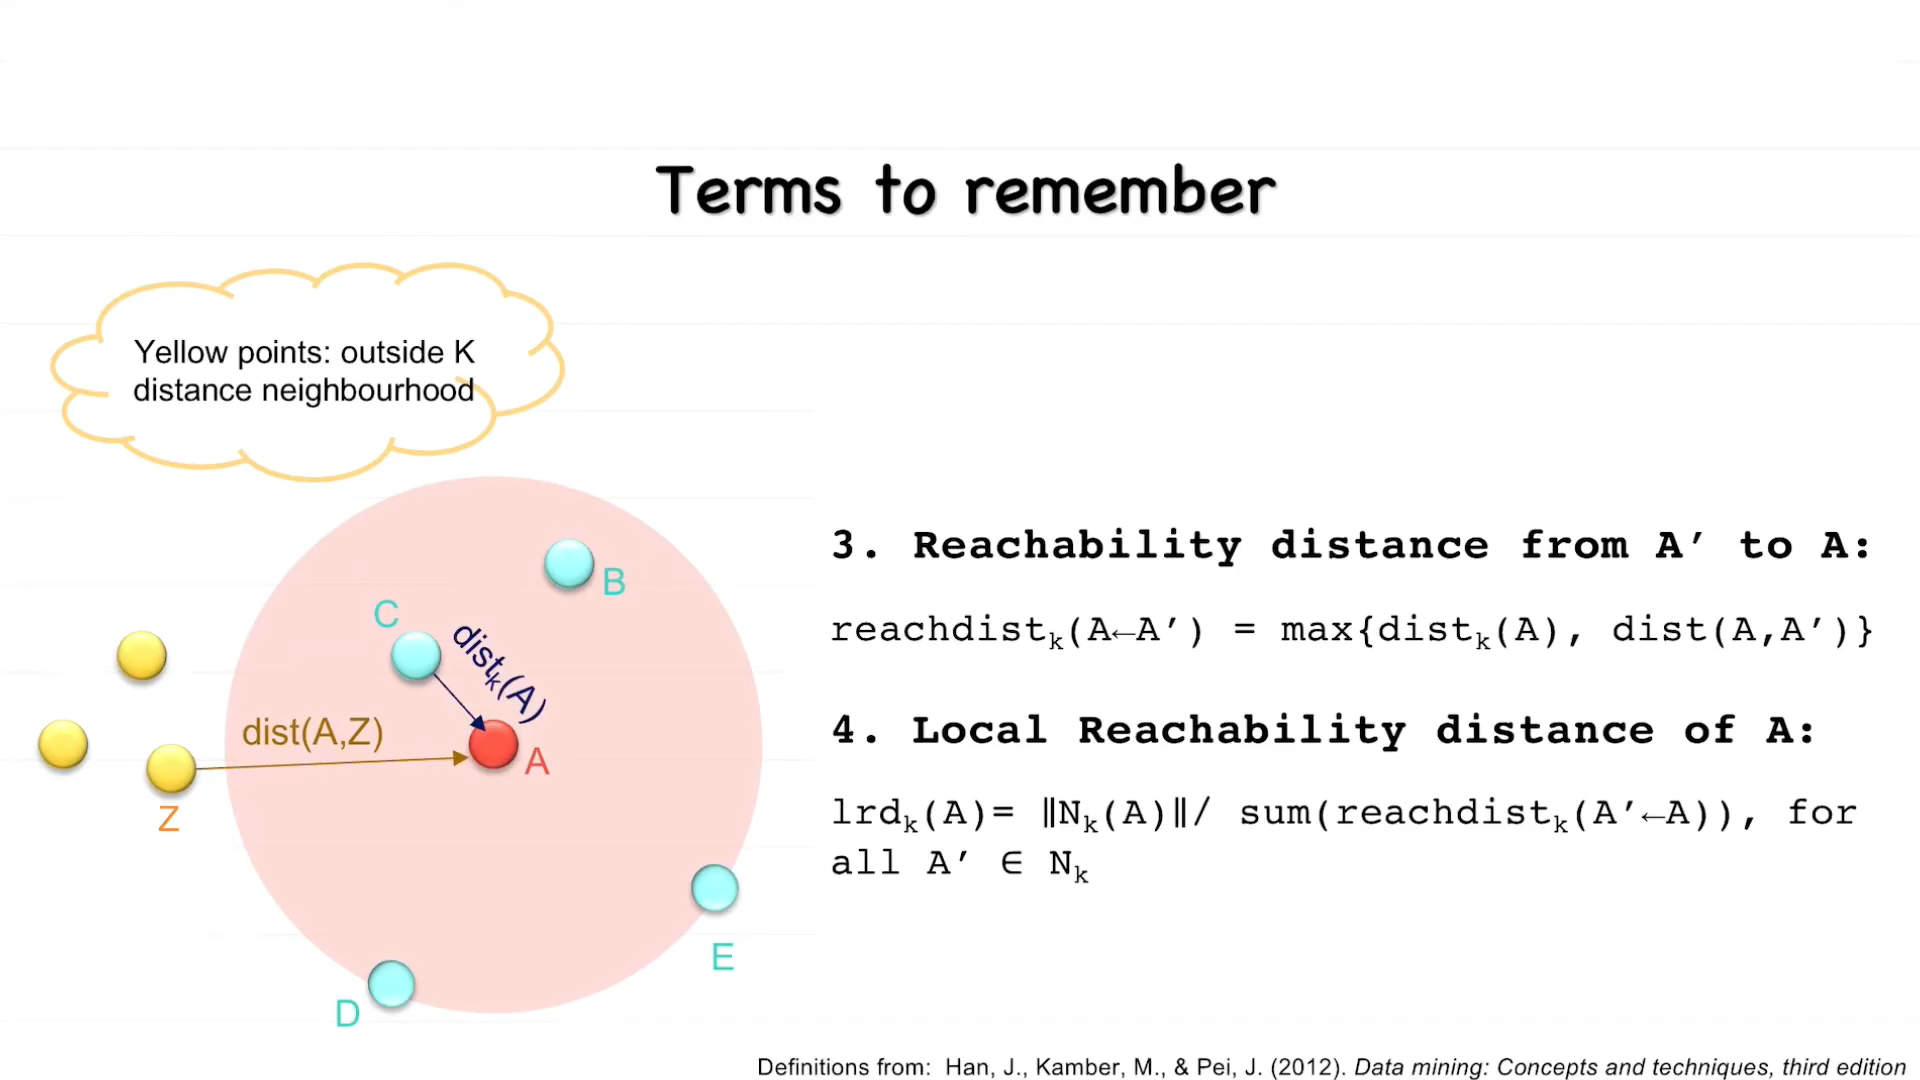 Terms to remember
Yellow points: outside K
distance neighbourhood
B
C
distₖ(A)
dist(A,Z)
A
Z
E
D
3. Reachability distance from A′ to A:
reachdistₖ(A←A′) = max{distₖ(A), dist(A,A′)}
4. Local Reachability distance of A:
lrdₖ(A)= ‖Nₖ(A)‖/ sum(reachdistₖ(A′←A)), for
all A′ ∈ Nₖ
Definitions from: Han, J., Kamber, M., & Pei, J. (2012). Data mining: Concepts and techniques, third edition